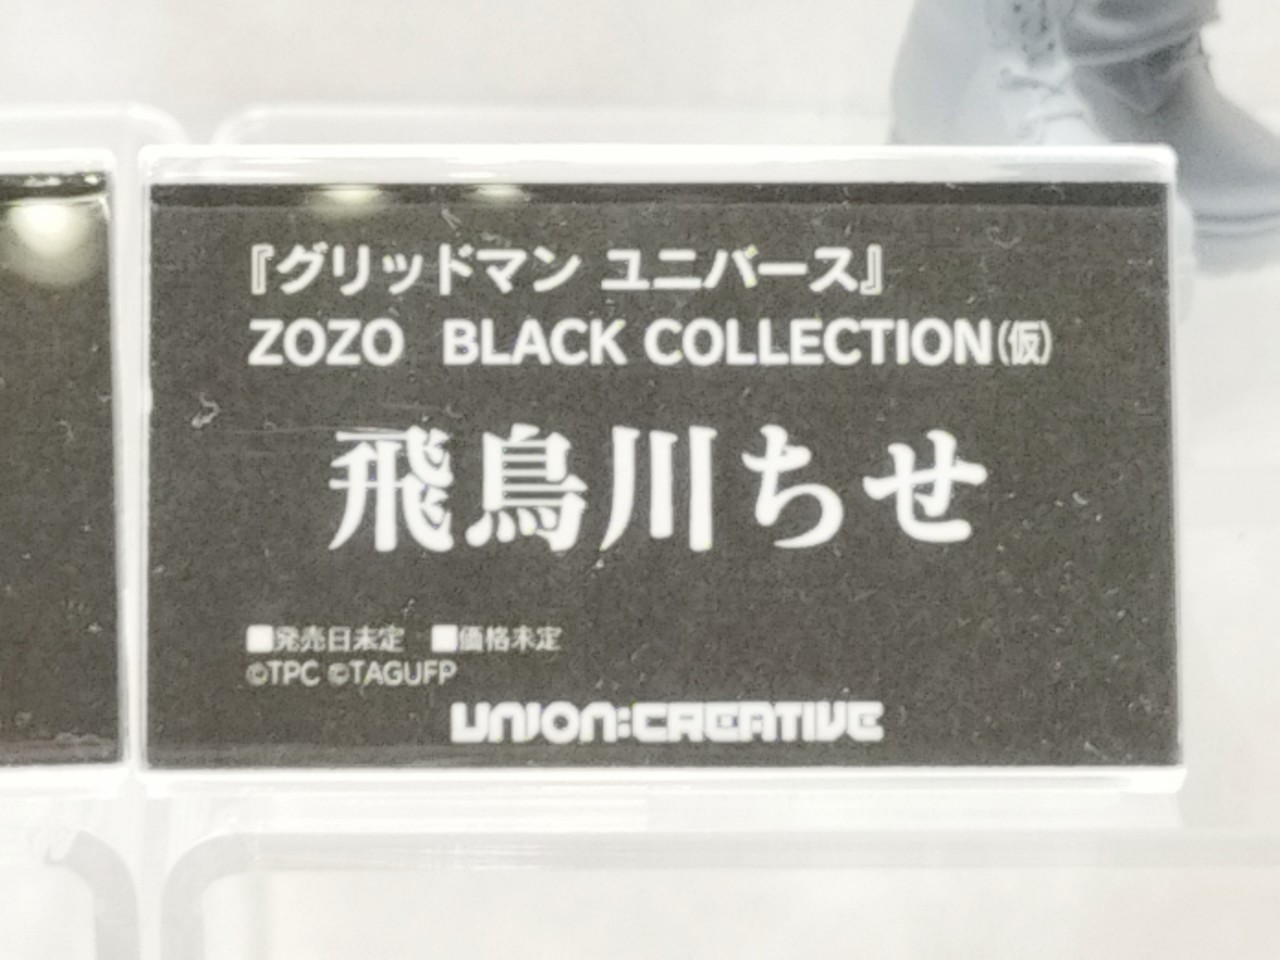 『グリッドマン ユニバース』
ZOZO BLACK COLLECTION(仮)
飛鳥川ちせ
■発売日未定 ■価格未定
©TPC ©TAGUFP
UNION:CREATIVE